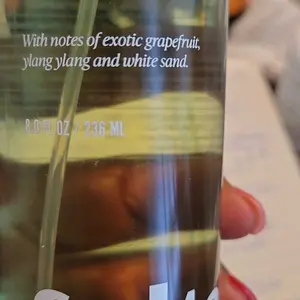 With notes of exotic grapefruit,
ylang ylang and white sand.
8.0 FL OZ - 236 ML